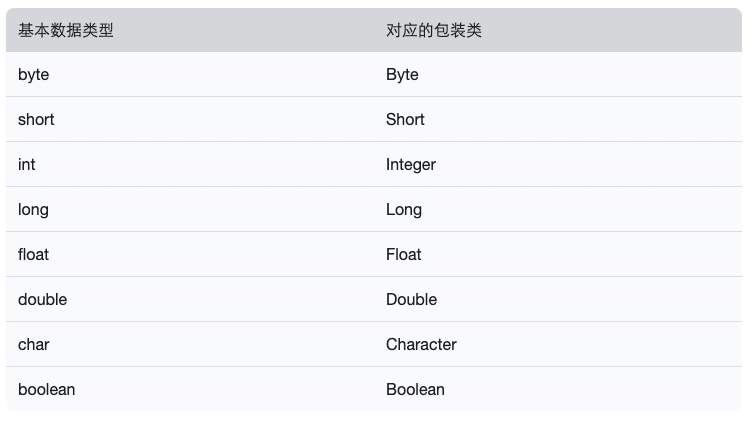 基本数据类型 对应的包装类
byte Byte
short Short
int Integer
long Long
float Float
double Double
char Character
boolean Boolean